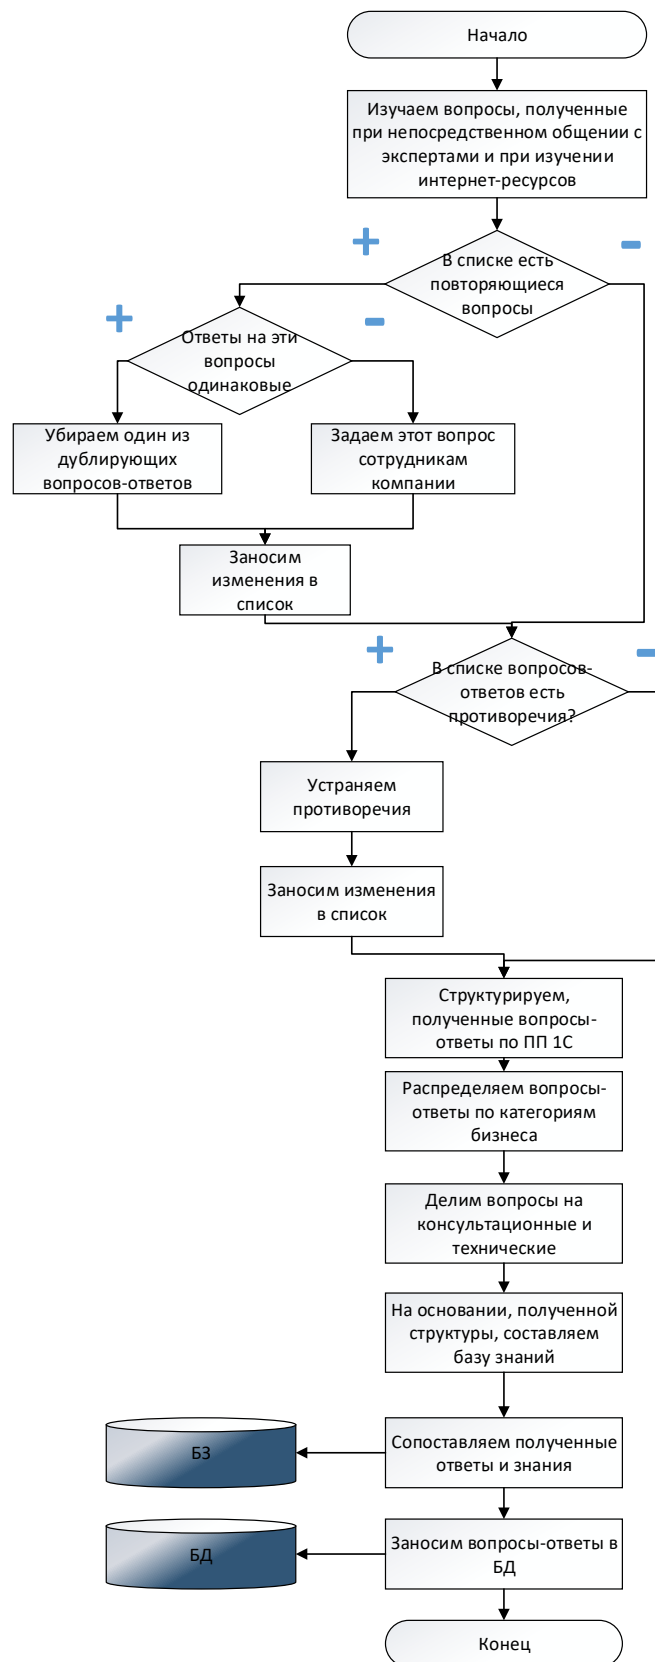 Начало
Изучаем вопросы, полученные
при непосредственном общении с
экспертами и при изучении
интернет-ресурсов
+
–
В списке есть
повторяющиеся
вопросы
+
–
Ответы на эти
вопросы
одинаковые
Убираем один из
дублирующих
вопросов-ответов
Задаем этот вопрос
сотрудникам
компании
Заносим
изменения в
список
+
–
В списке вопросов-
ответов есть
противоречия?
Устраняем
противоречия
Заносим изменения
в список
Структурируем,
полученные вопросы-
ответы по ПП 1С
Распределяем вопросы-
ответы по категориям
бизнеса
Делим вопросы на
консультационные и
технические
На основании, полученной
структуры, составляем
базу знаний
Сопоставляем полученные
ответы и знания
БЗ
Заносим вопросы-ответы в
БД
БД
Конец